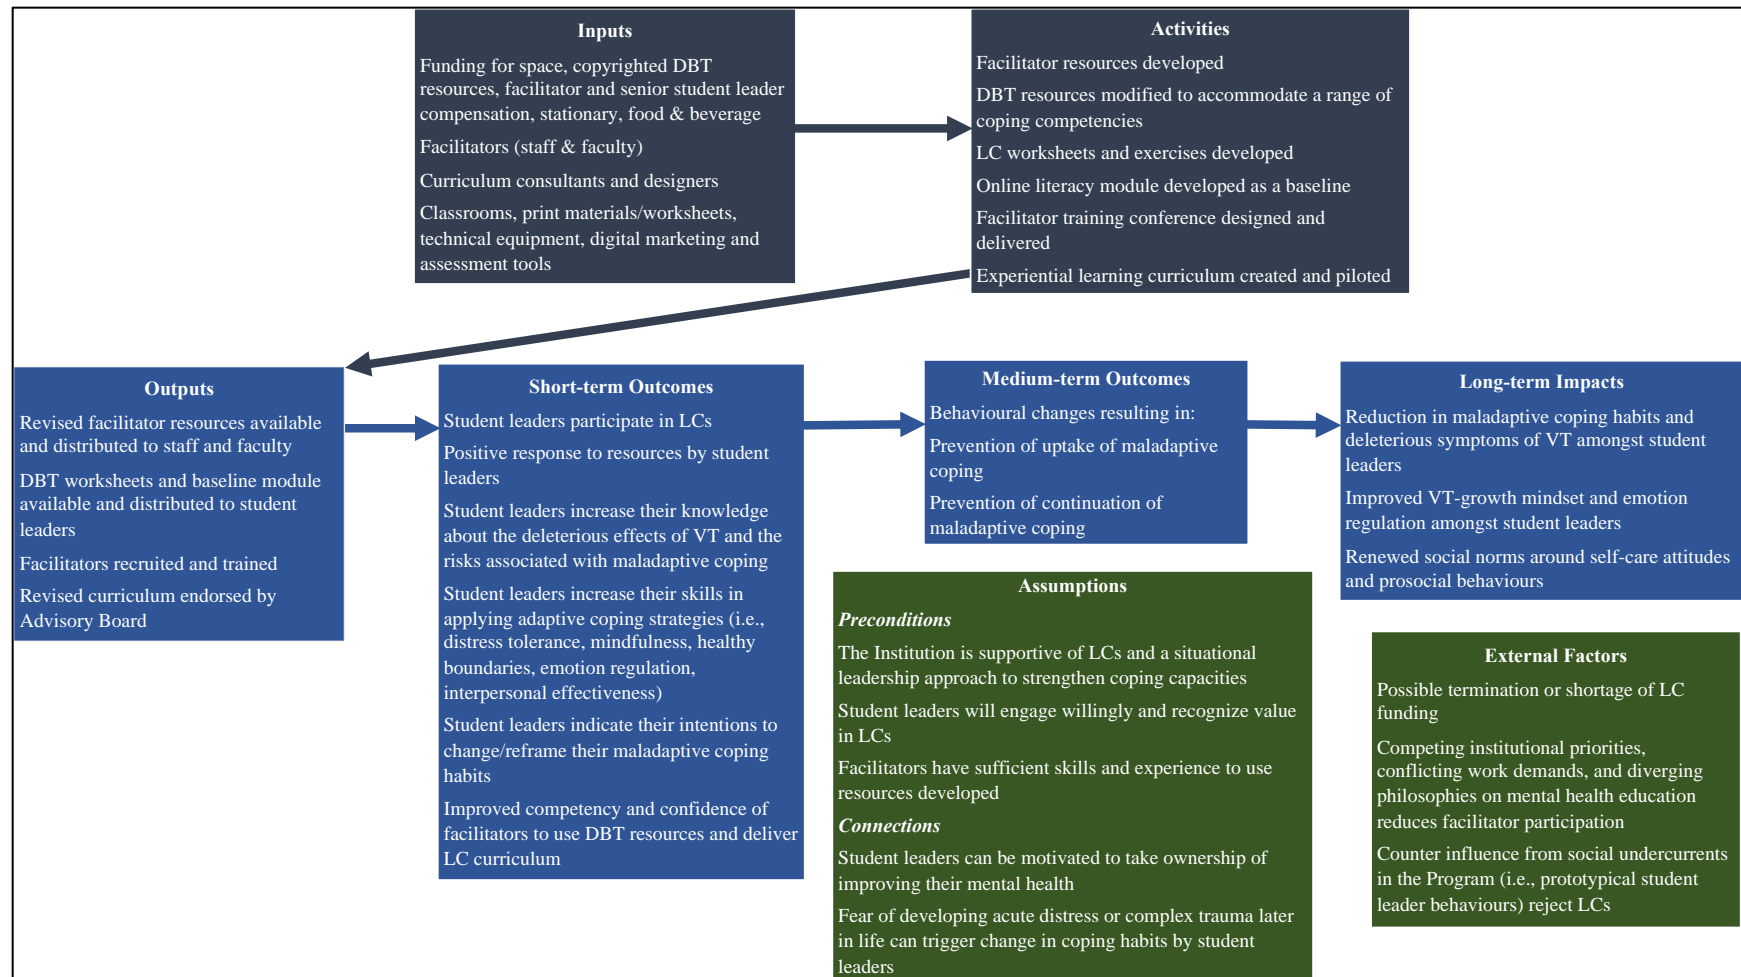 Inputs
Funding for space, copyrighted DBT
resources, facilitator and senior student leader
compensation, stationary, food & beverage
Facilitators (staff & faculty)
Curriculum consultants and designers
Classrooms, print materials/worksheets,
technical equipment, digital marketing and
assessment tools
Activities
Facilitator resources developed
DBT resources modified to accommodate a range of
coping competencies
LC worksheets and exercises developed
Online literacy module developed as a baseline
Facilitator training conference designed and
delivered
Experiential learning curriculum created and piloted
Outputs
Revised facilitator resources available
and distributed to staff and faculty
DBT worksheets and baseline module
available and distributed to student
leaders
Facilitators recruited and trained
Revised curriculum endorsed by
Advisory Board
Short-term Outcomes
Student leaders participate in LCs
Positive response to resources by student
leaders
Student leaders increase their knowledge
about the deleterious effects of VT and the
risks associated with maladaptive coping
Student leaders increase their skills in
applying adaptive coping strategies (i.e.,
distress tolerance, mindfulness, healthy
boundaries, emotion regulation,
interpersonal effectiveness)
Student leaders indicate their intentions to
change/reframe their maladaptive coping
habits
Improved competency and confidence of
facilitators to use DBT resources and deliver
LC curriculum
Medium-term Outcomes
Behavioural changes resulting in:
Prevention of uptake of maladaptive
coping
Prevention of continuation of
maladaptive coping
Long-term Impacts
Reduction in maladaptive coping habits and
deleterious symptoms of VT amongst student
leaders
Improved VT-growth mindset and emotion
regulation amongst student leaders
Renewed social norms around self-care attitudes
and prosocial behaviours
Assumptions
Preconditions
The Institution is supportive of LCs and a situational
leadership approach to strengthen coping capacities
Student leaders will engage willingly and recognize value
in LCs
Facilitators have sufficient skills and experience to use
resources developed
Connections
Student leaders can be motivated to take ownership of
improving their mental health
Fear of developing acute distress or complex trauma later
in life can trigger change in coping habits by student
leaders
External Factors
Possible termination or shortage of LC
funding
Competing institutional priorities,
conflicting work demands, and diverging
philosophies on mental health education
reduces facilitator participation
Counter influence from social undercurrents
in the Program (i.e., prototypical student
leader behaviours) reject LCs